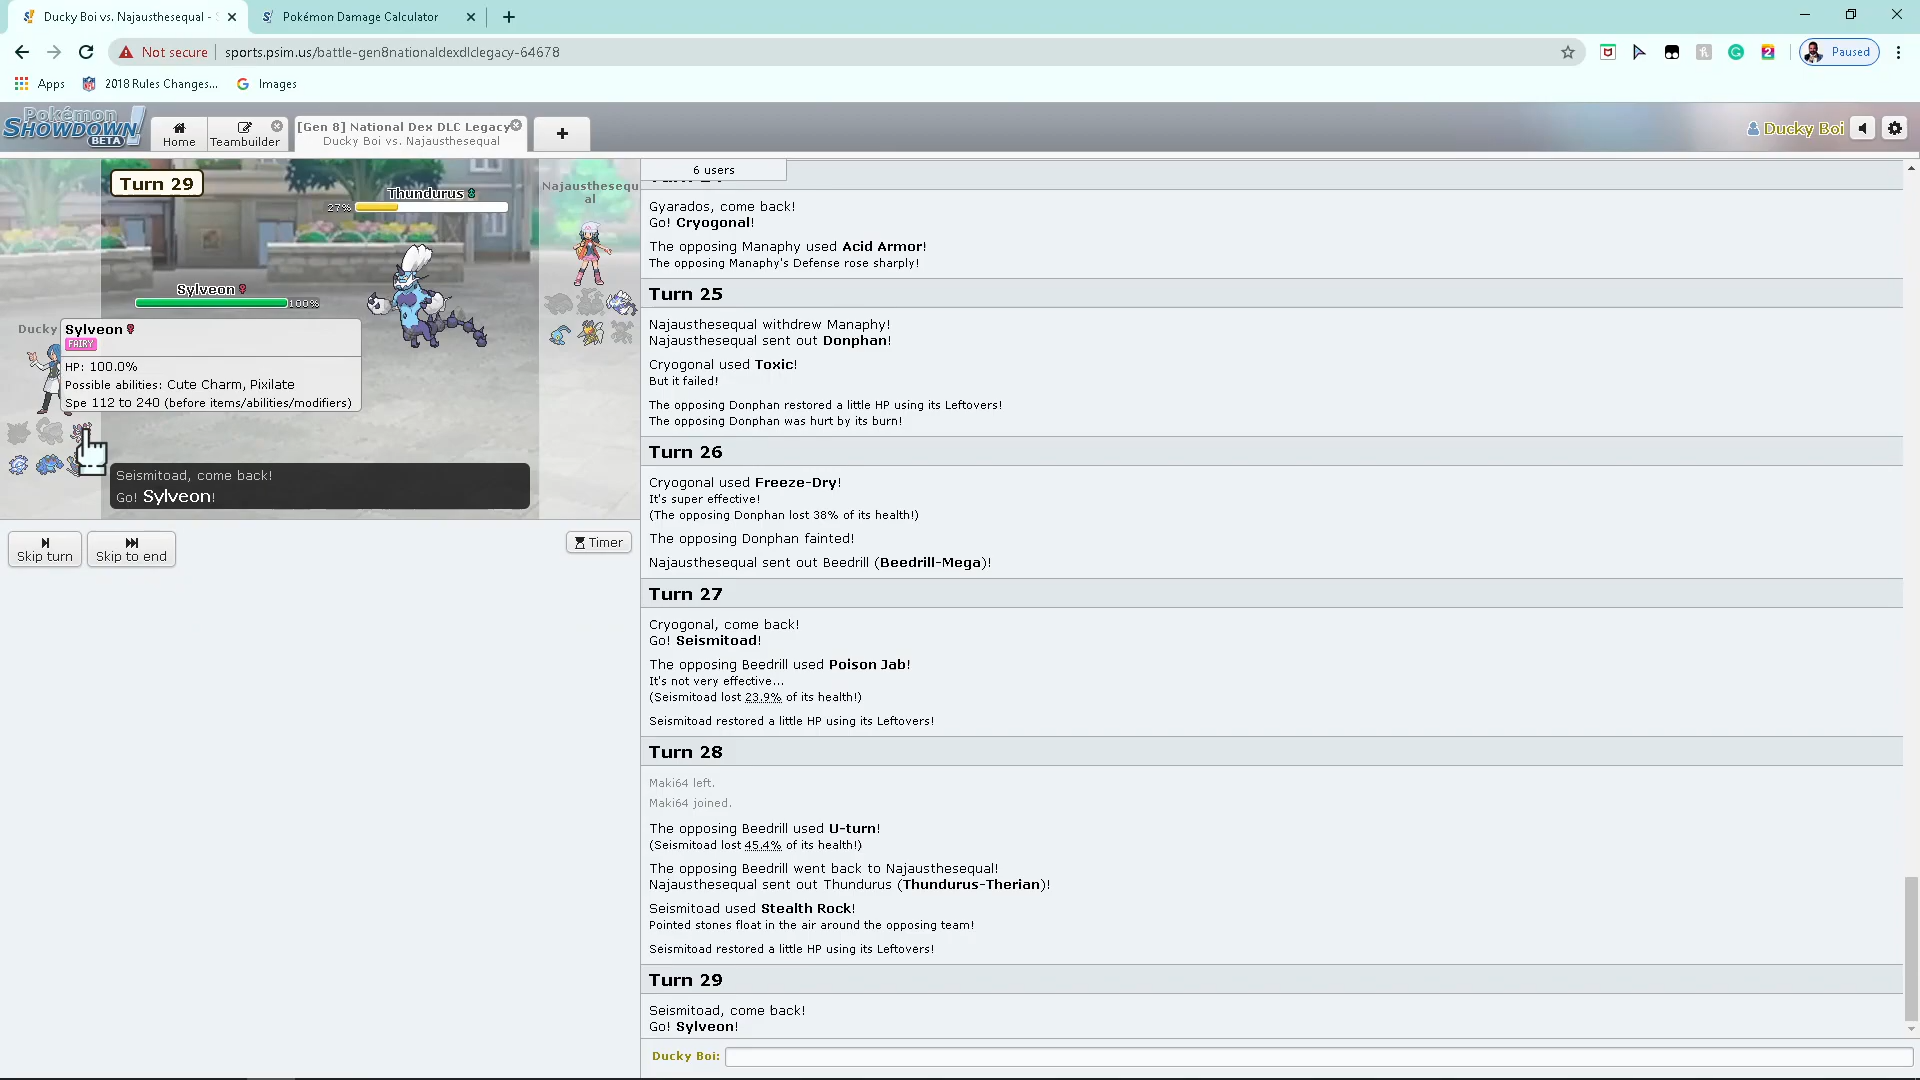 Ducky Boi vs. Najausthesequal -
Pokémon Damage Calculator
Not secure
sports.psim.us/battle-gen8nationaldexdlclegacy-64678
Paused
Apps
2018 Rules Changes...
Images
Pokémon
SHOWDOWN!
BETA
Home
Teambuilder
[Gen 8] National Dex DLC Legacy
Ducky Boi vs. Najausthesequal
Ducky Boi
Turn 29
Thundurus
27%
Najausthesequ
al
Sylveon
100%
Ducky
Sylveon
FAIRY
HP: 100.0%
Possible abilities: Cute Charm, Pixilate
Spe 112 to 240 (before items/abilities/modifiers)
Seismitoad, come back!
Go! Sylveon!
Skip turn
Skip to end
Timer
6 users
Gyarados, come back!
Go! Cryogonal!
The opposing Manaphy used Acid Armor!
The opposing Manaphy's Defense rose sharply!
Turn 25
Najausthesequal withdrew Manaphy!
Najausthesequal sent out Donphan!
Cryogonal used Toxic!
But it failed!
The opposing Donphan restored a little HP using its Leftovers!
The opposing Donphan was hurt by its burn!
Turn 26
Cryogonal used Freeze-Dry!
It's super effective!
(The opposing Donphan lost 38% of its health!)
The opposing Donphan fainted!
Najausthesequal sent out Beedrill (Beedrill-Mega)!
Turn 27
Cryogonal, come back!
Go! Seismitoad!
The opposing Beedrill used Poison Jab!
It's not very effective...
(Seismitoad lost 23.9% of its health!)
Seismitoad restored a little HP using its Leftovers!
Turn 28
Maki64 left.
Maki64 joined.
The opposing Beedrill used U-turn!
(Seismitoad lost 45.4% of its health!)
The opposing Beedrill went back to Najausthesequal!
Najausthesequal sent out Thundurus (Thundurus-Therian)!
Seismitoad used Stealth Rock!
Pointed stones float in the air around the opposing team!
Seismitoad restored a little HP using its Leftovers!
Turn 29
Seismitoad, come back!
Go! Sylveon!
Ducky Boi: